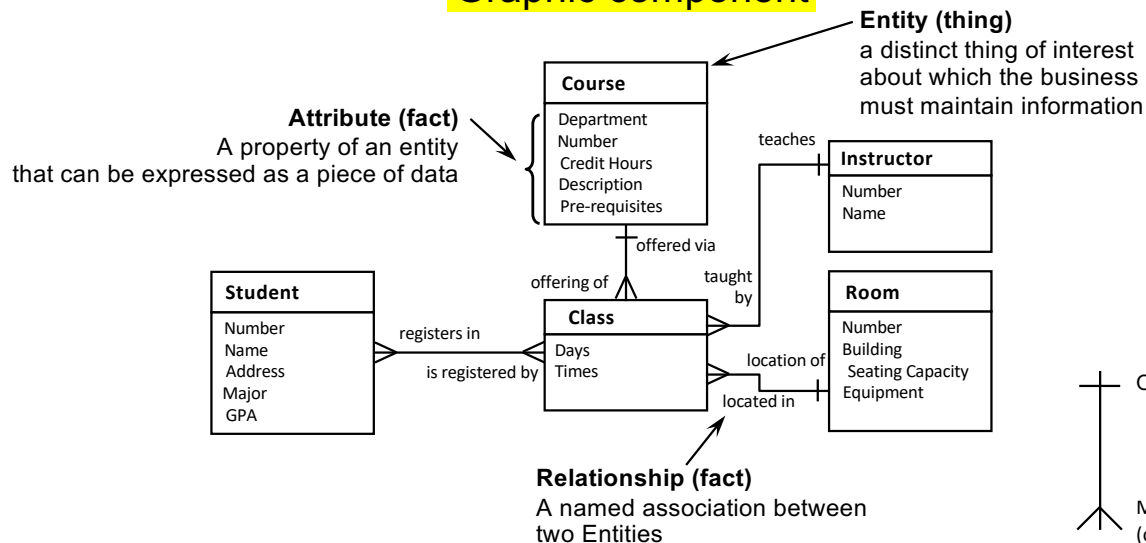 Graphic component
Entity (thing)
a distinct thing of interest
about which the business
must maintain information
Attribute (fact)
A property of an entity
that can be expressed as a piece of data
Course
Department
Number
Credit Hours
Description
Pre-requisites
teaches
Instructor
Number
Name
offered via
offering of
taught
by
Student
Number
Name
Address
Major
GPA
registers in
is registered by
Class
Days
Times
Room
Number
Building
Seating Capacity
Equipment
location of
located in
Relationship (fact)
A named association between
two Entities